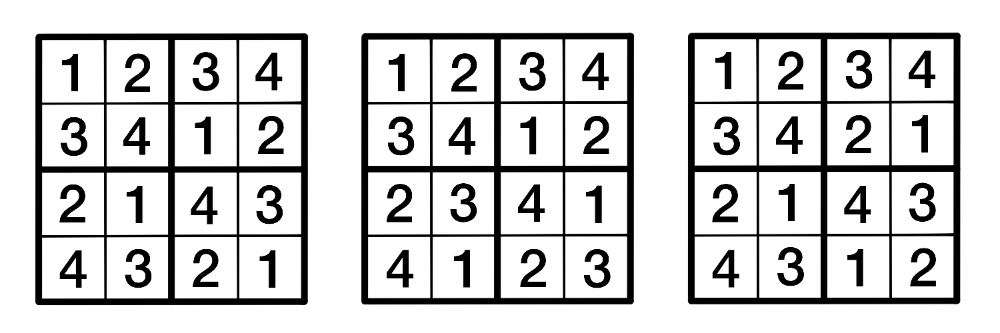 1 2 3 4 1 2 3 4 1 2 3 4
3 4 1 2 3 4 1 2 3 4 2 1
2 1 4 3 2 3 4 1 2 1 4 3
4 3 2 1 4 1 2 3 4 3 1 2